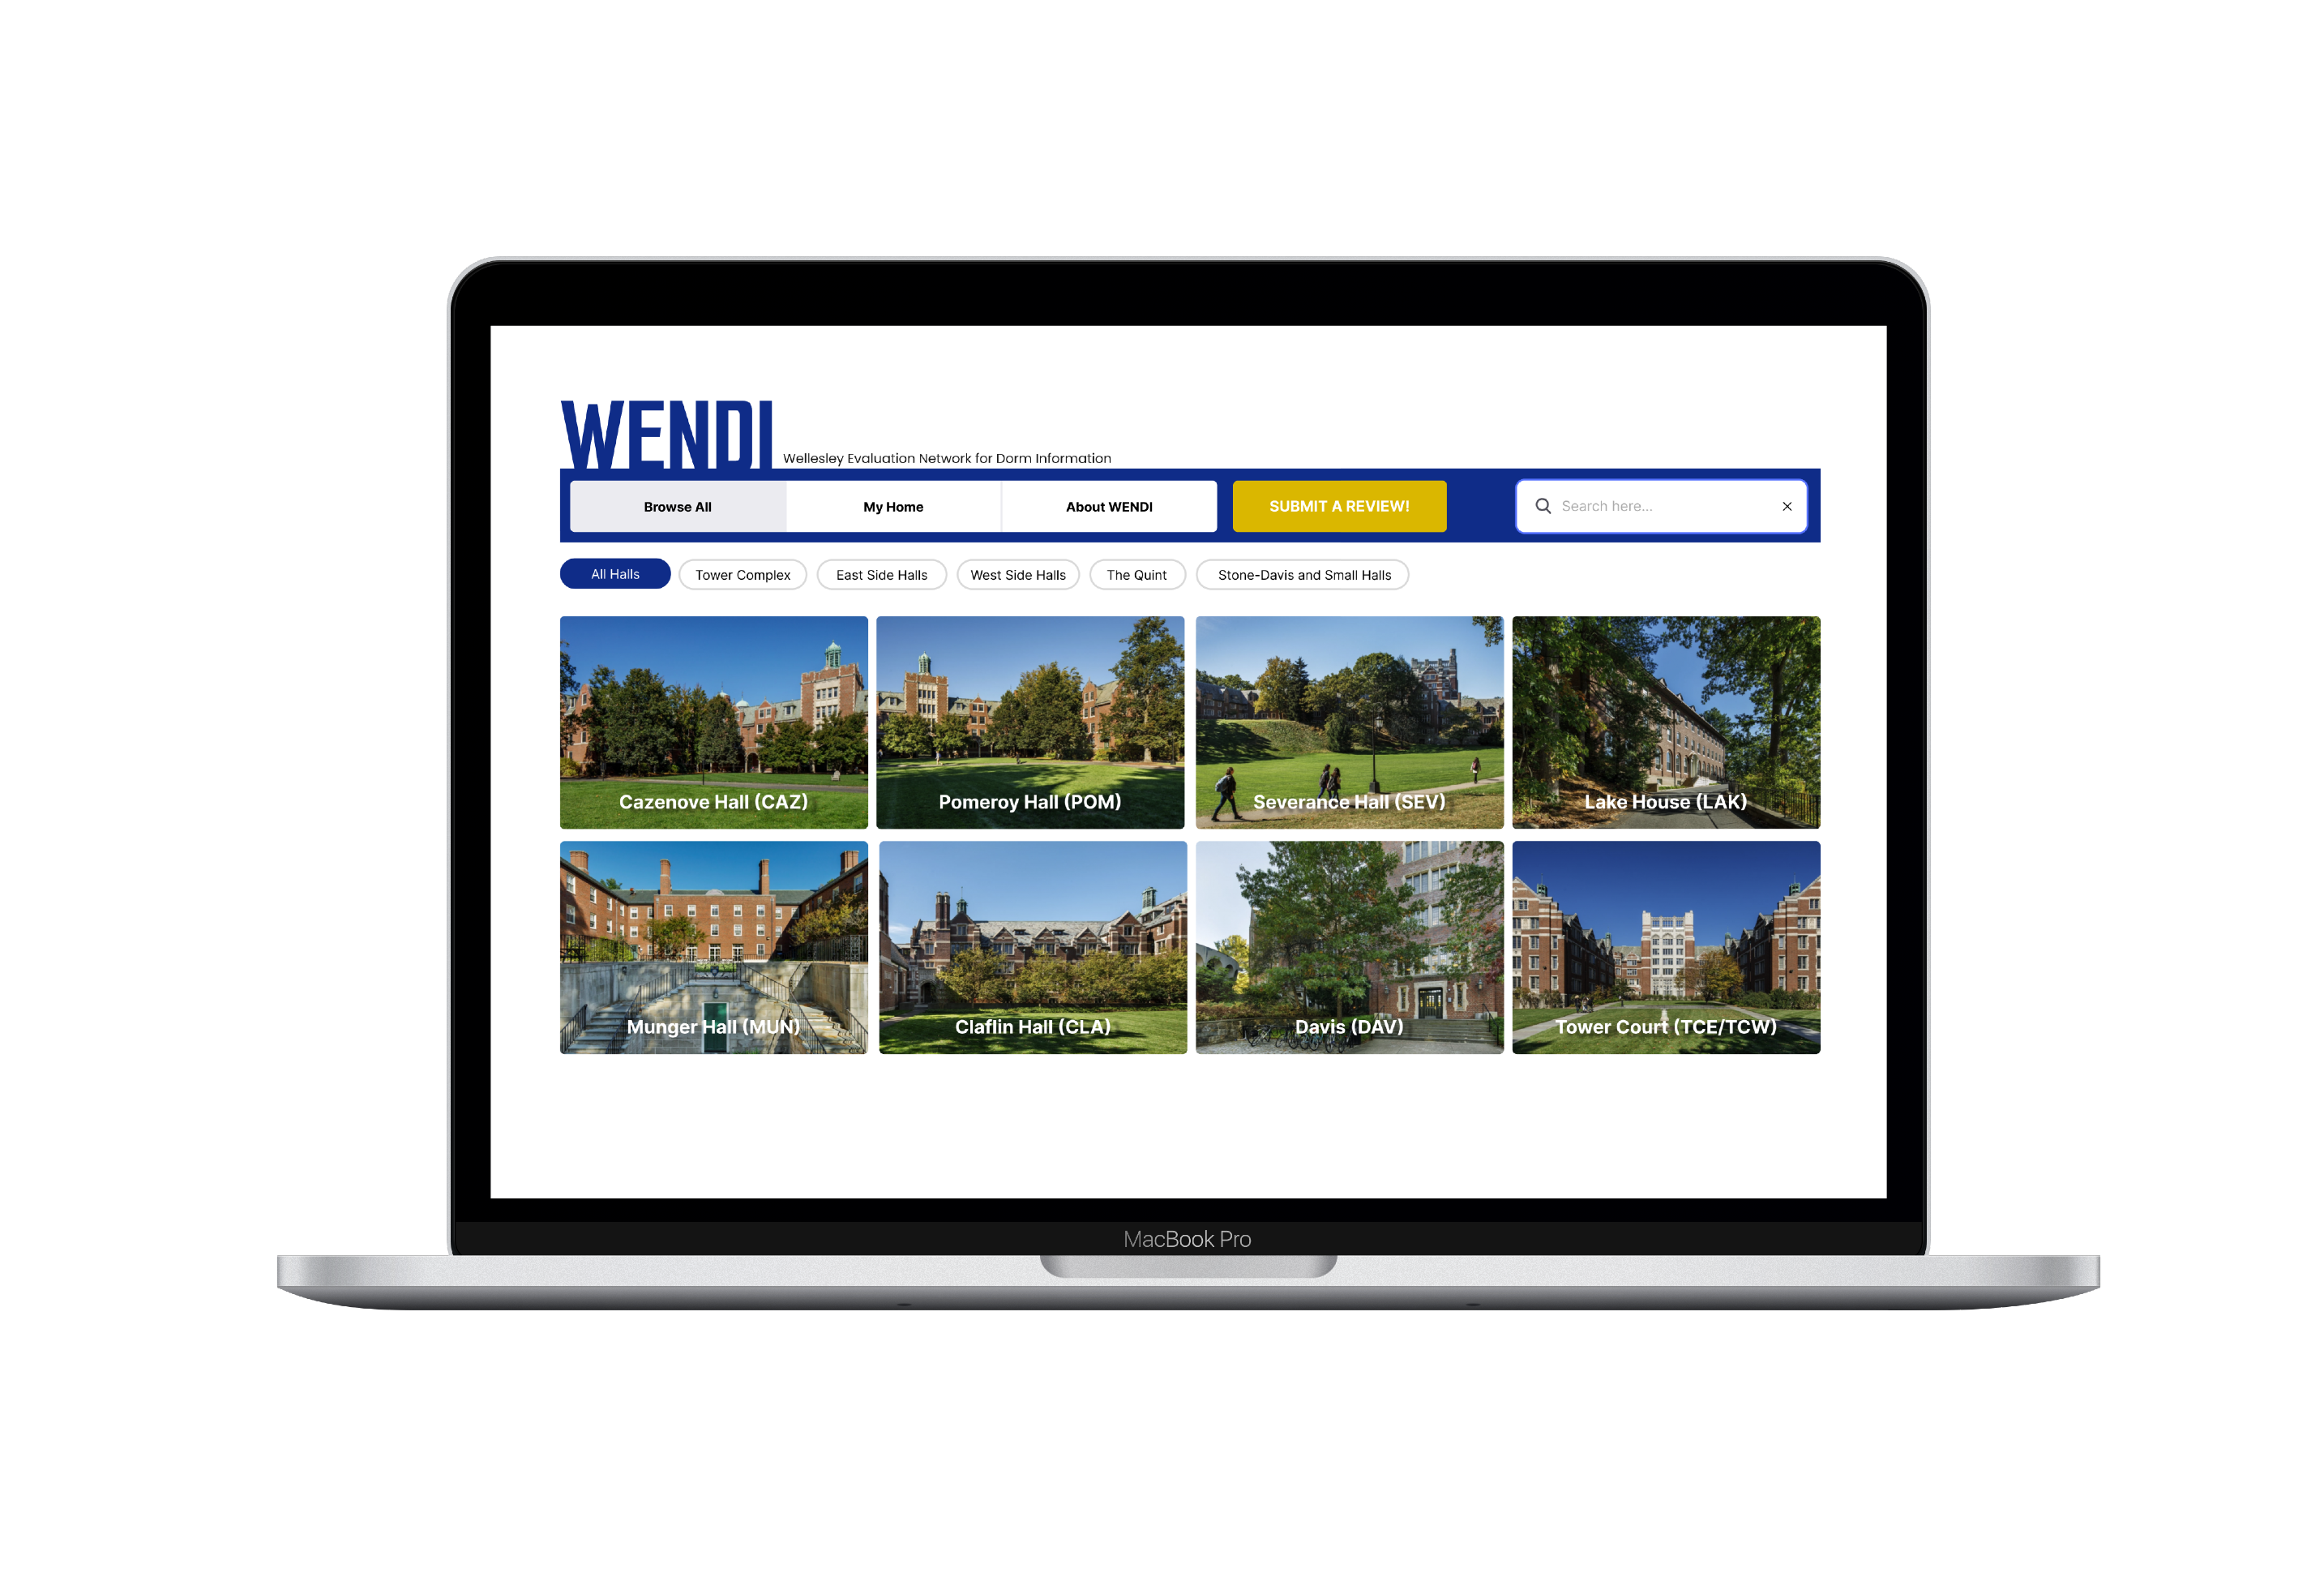 WENDI
Wellesley Evaluation Network for Dorm Information
Browse All
My Home
About WENDI
SUBMIT A REVIEW!
Search here...
All Halls
Tower Complex
East Side Halls
West Side Halls
The Quint
Stone-Davis and Small Halls
Cazenove Hall (CAZ)
Pomeroy Hall (POM)
Severance Hall (SEV)
Lake House (LAK)
Munger Hall (MUN)
Claflin Hall (CLA)
Davis (DAV)
Tower Court (TCE/TCW)
MacBook Pro